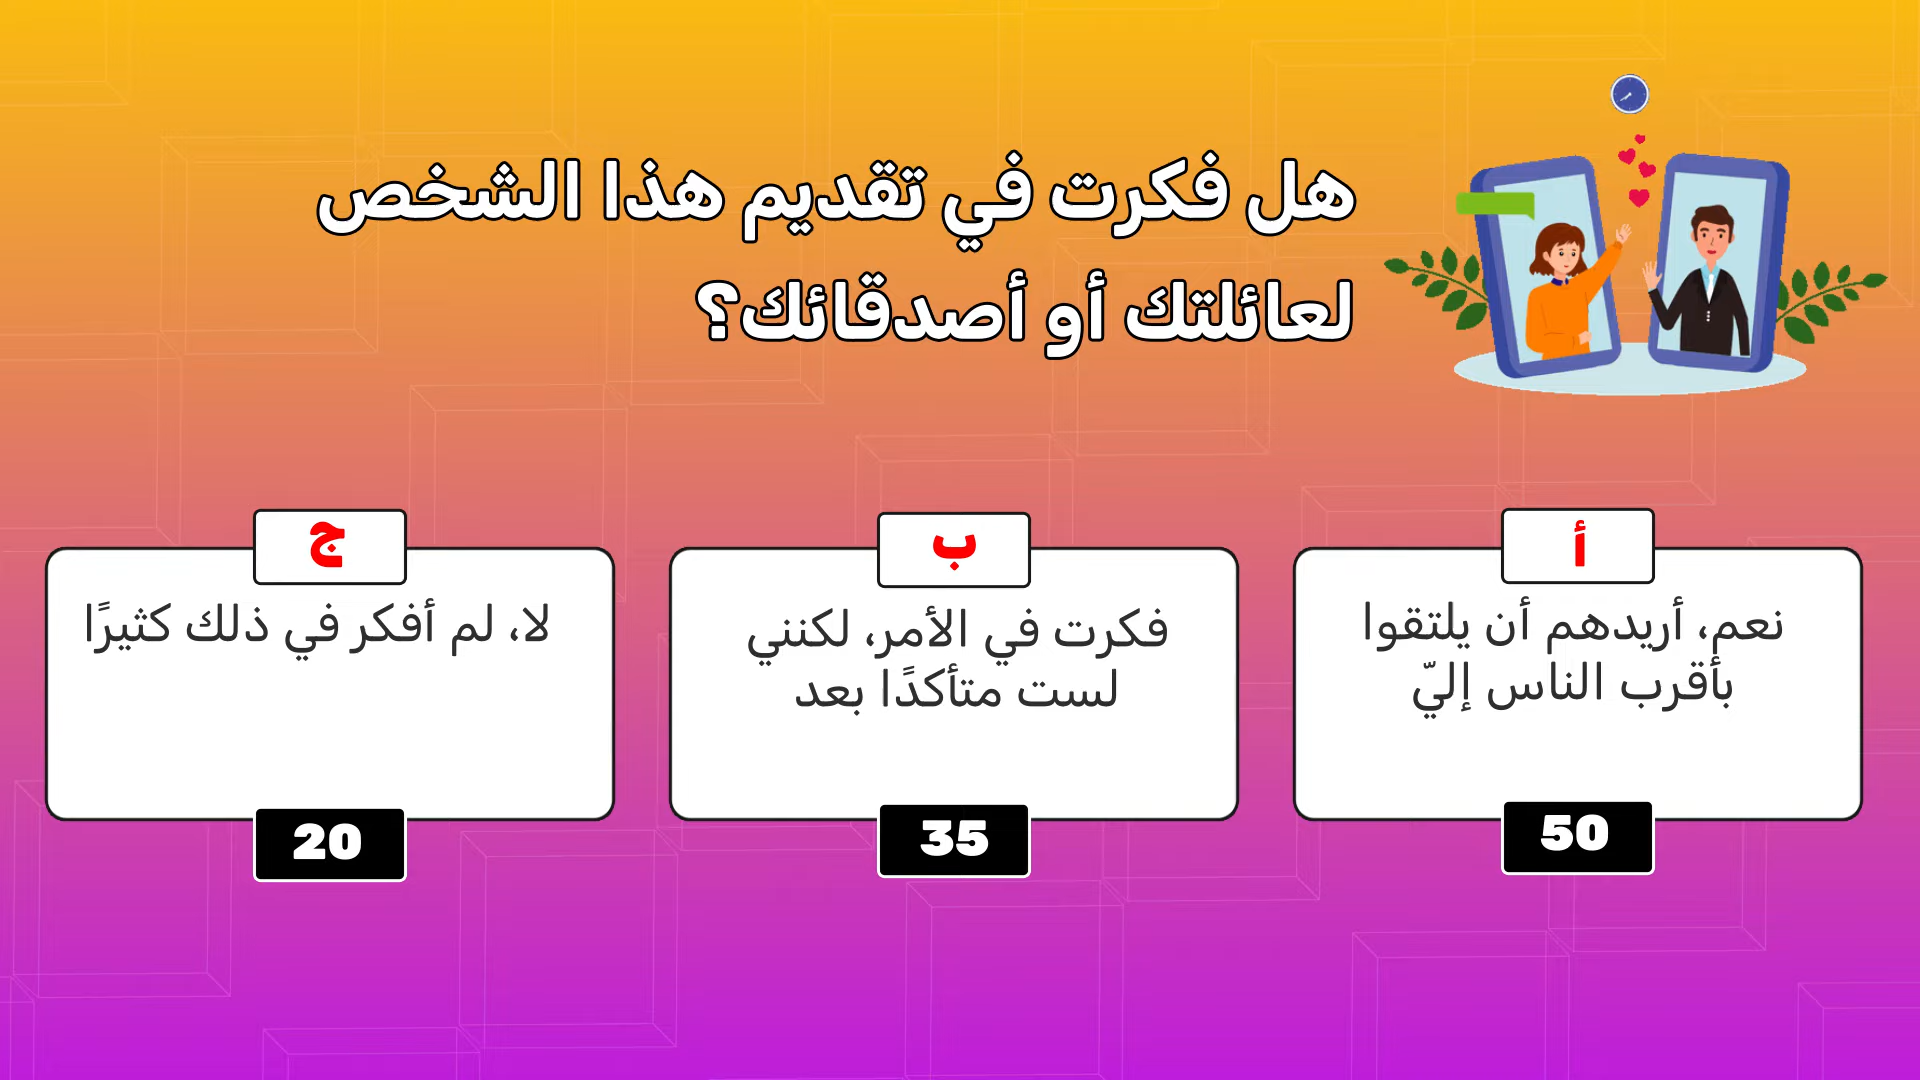 هل فكرت في تقديم هذا الشخص
لعائلتك أو أصدقائك؟
أ
نعم، أريدهم أن يلتقوا
بأقرب الناس إليّ
50
ب
فكرت في الأمر، لكنني
لست متأكدًا بعد
35
ج
لا، لم أفكر في ذلك كثيرًا
20